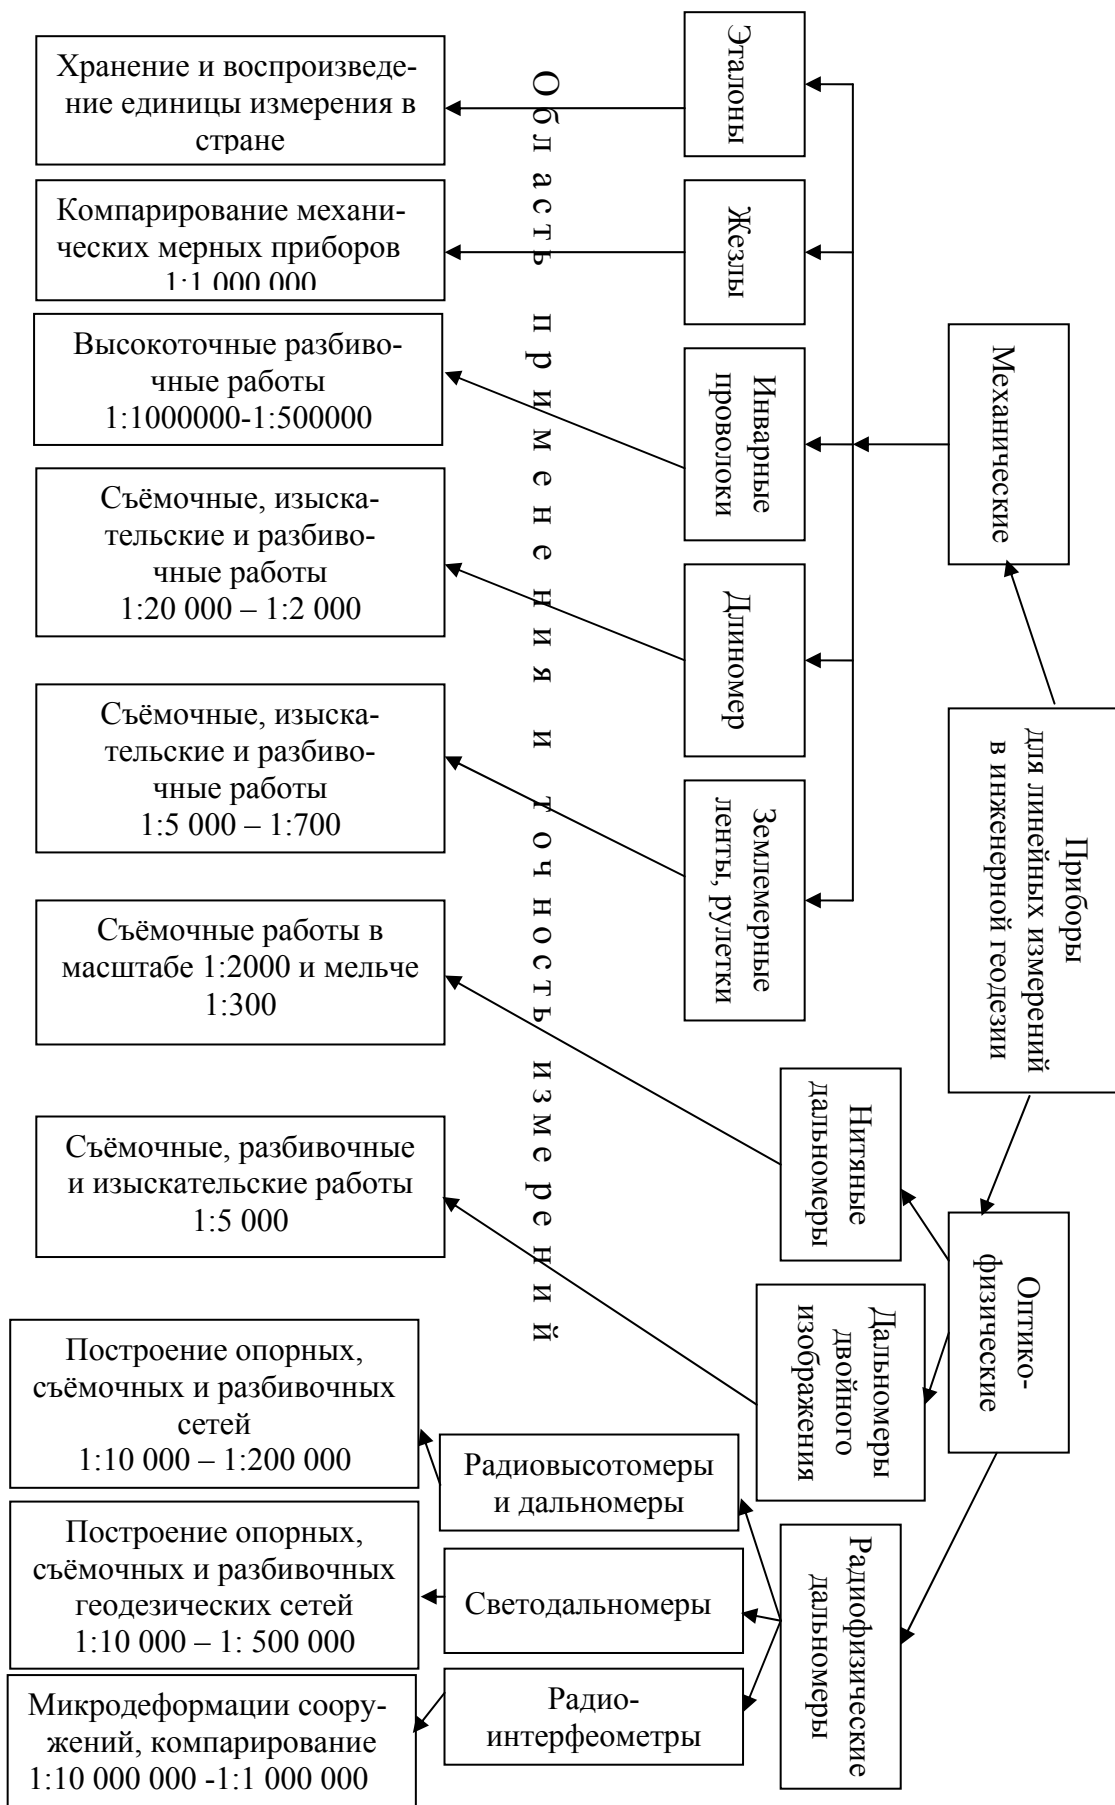 Приборы
для линейных измерений
в инженерной геодезии
Механические
Оптико-
физические
Эталоны
Жезлы
Инварные
проволоки
Длиномер
Землемерные
ленты, рулетки
Нитяные
дальномеры
Дальномеры
двойного
изображения
Радиофизические
дальномеры
Радиовысотомеры
и дальномеры
Светодальномеры
Радио-
интерфеометры
Область применения и точность измерений
Хранение и воспроизведе-
ние единицы измерения в
стране
Компарирование механи-
ческих мерных приборов
1:1 000 000
Высокоточные разбиво-
чные работы
1:1000000-1:500000
Съёмочные, изыска-
тельские и разбиво-
чные работы
1:20 000 – 1:2 000
Съёмочные, изыска-
тельские и разбиво-
чные работы
1:5 000 – 1:700
Съёмочные работы в
масштабе 1:2000 и мельче
1:300
Съёмочные, разбивочные
и изыскательские работы
1:5 000
Построение опорных,
съёмочных и разбивочных
сетей
1:10 000 – 1:200 000
Построение опорных,
съёмочных и разбивочных
геодезических сетей
1:10 000 – 1: 500 000
Микродеформации соору-
жений, компарирование
1:10 000 000 -1:1 000 000